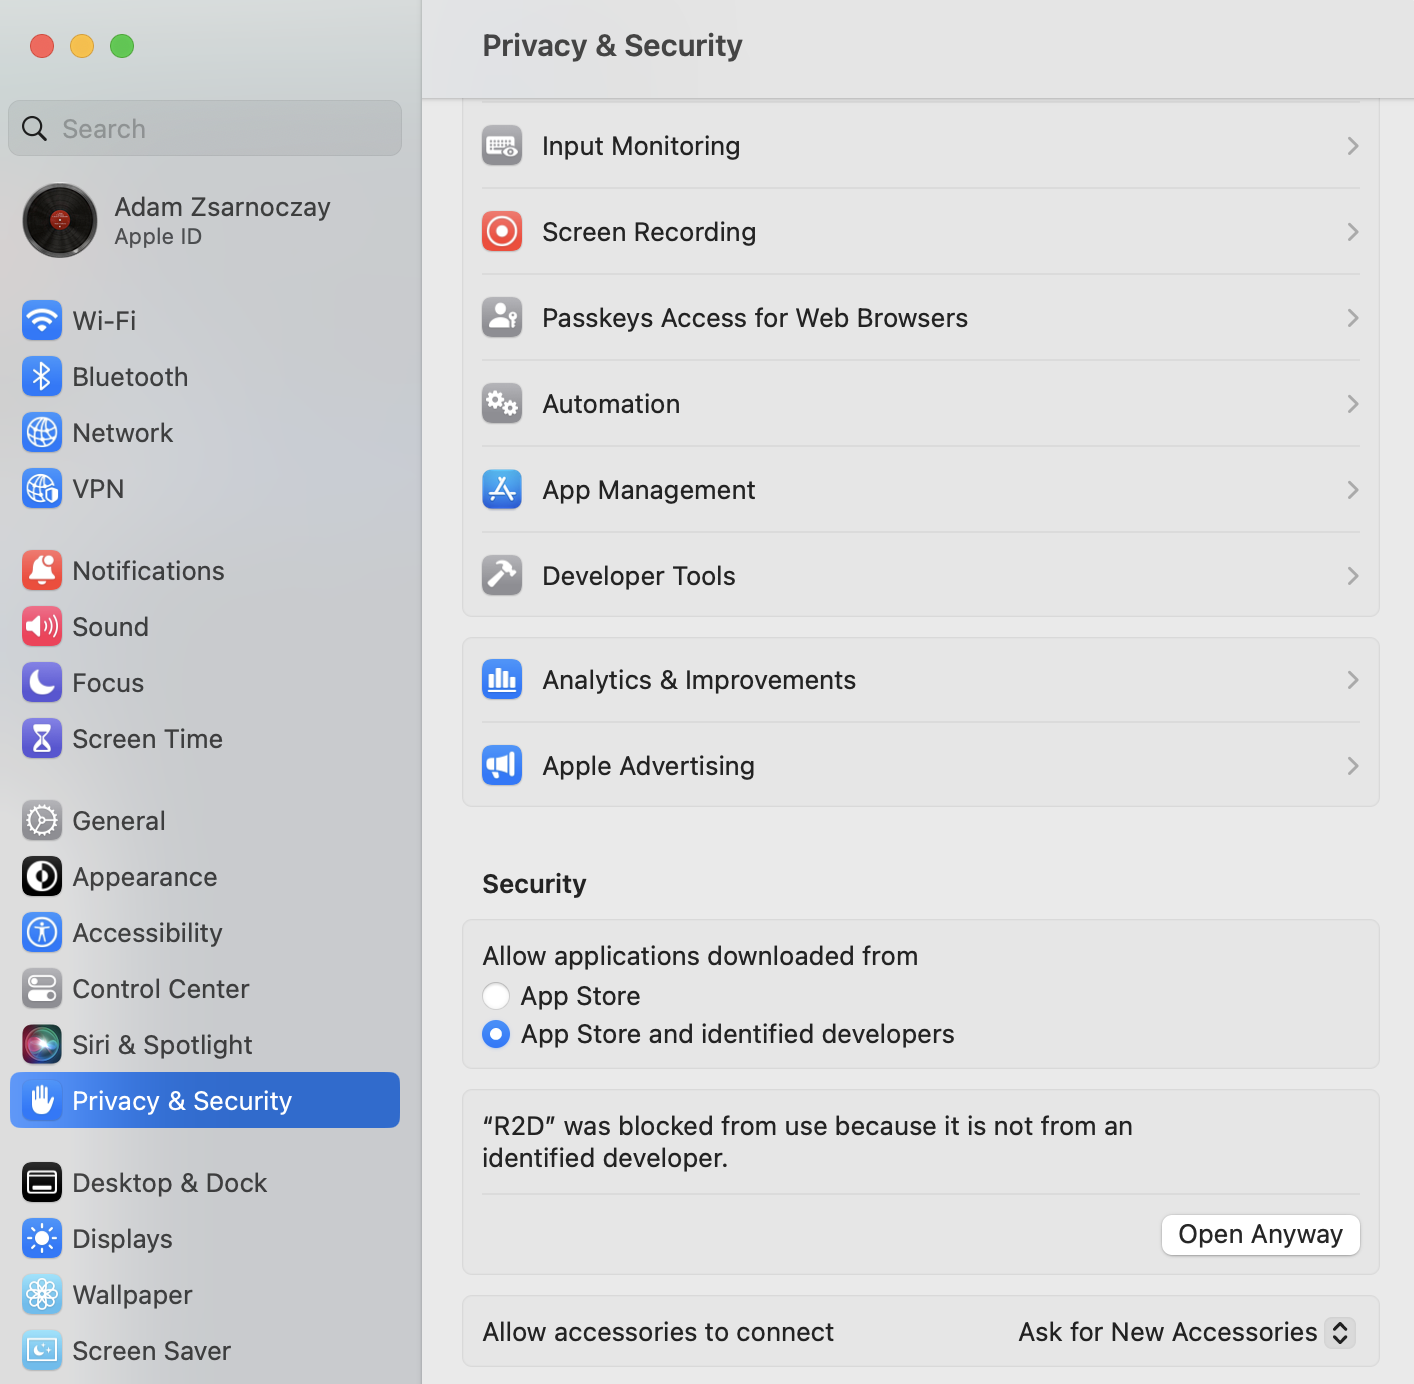 Search
Adam Zsarnoczay
Apple ID
Wi-Fi
Bluetooth
Network
VPN
Notifications
Sound
Focus
Screen Time
General
Appearance
Accessibility
Control Center
Siri & Spotlight
Privacy & Security
Desktop & Dock
Displays
Wallpaper
Screen Saver
Privacy & Security
Input Monitoring
Screen Recording
Passkeys Access for Web Browsers
Automation
App Management
Developer Tools
Analytics & Improvements
Apple Advertising
Security
Allow applications downloaded from
App Store
App Store and identified developers
“R2D” was blocked from use because it is not from an
identified developer.
Open Anyway
Allow accessories to connect Ask for New Accessories